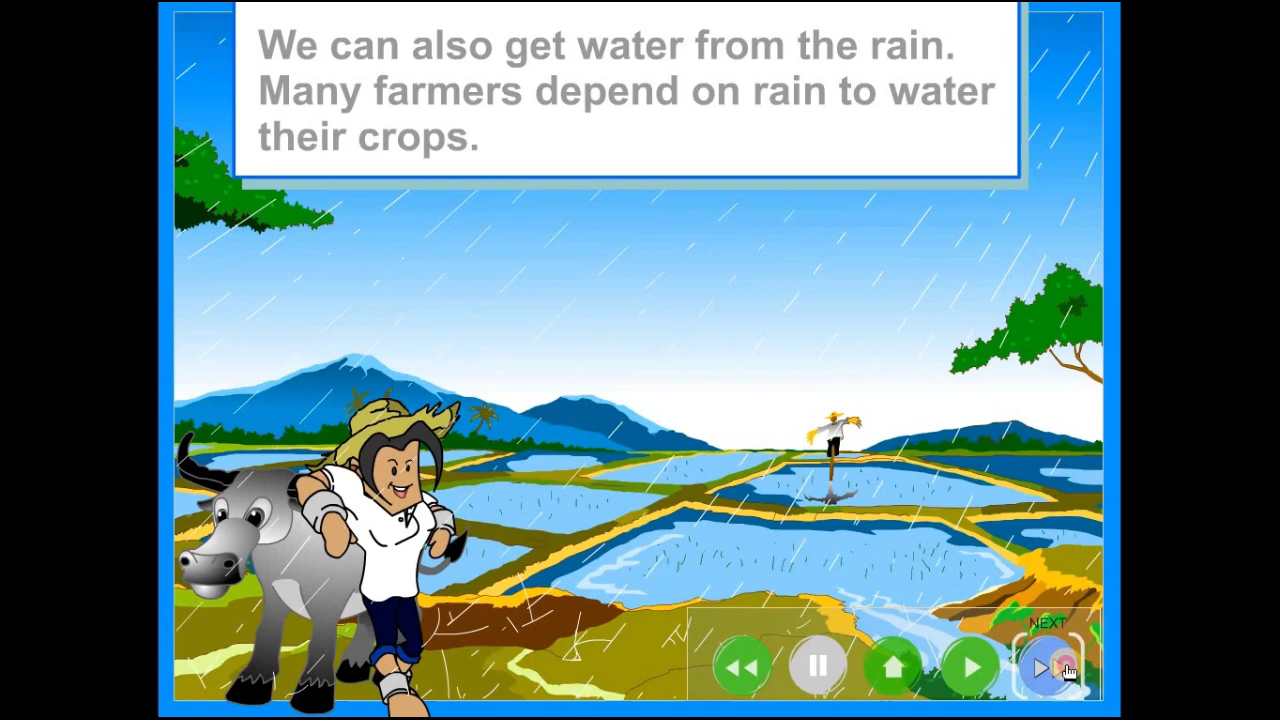 We can also get water from the rain.
Many farmers depend on rain to water
their crops.
NEXT